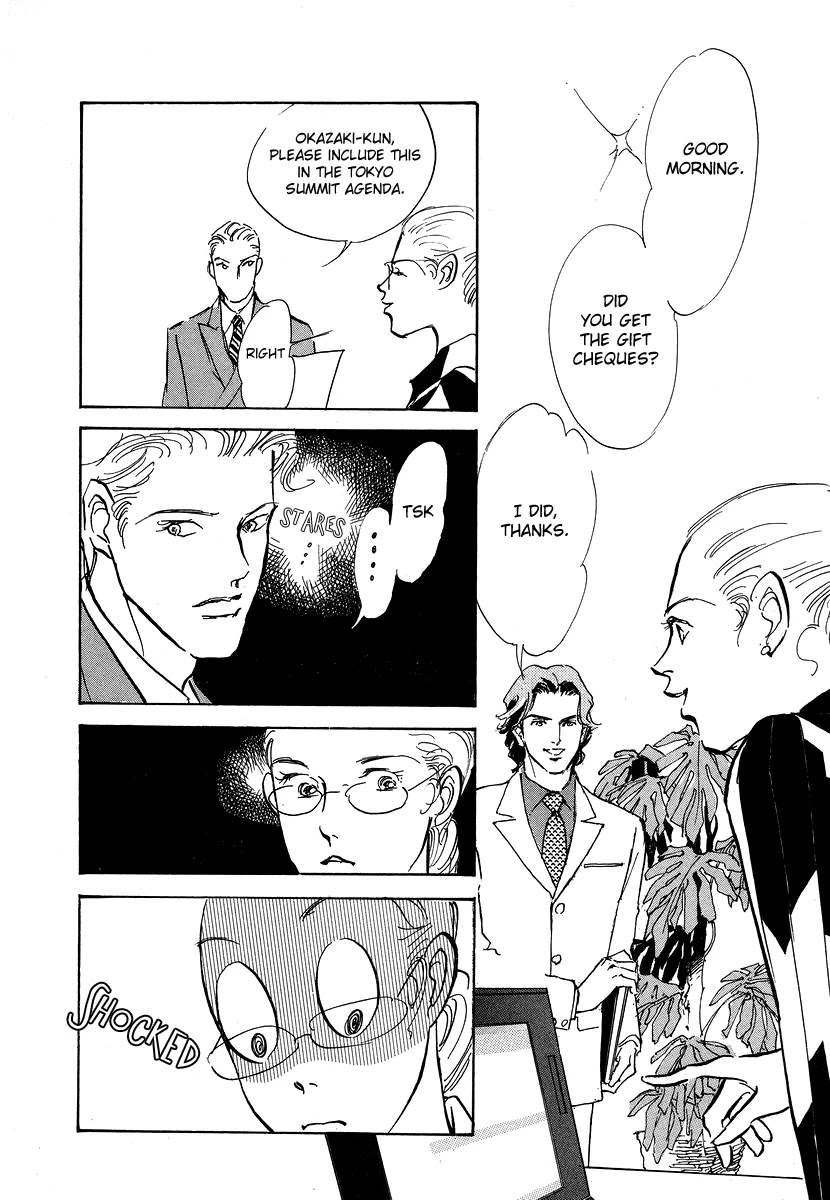 GOOD
MORNING.
DID
YOU GET
THE GIFT
CHEQUES?
I DID,
THANKS.
OKAZAKI-KUN,
PLEASE INCLUDE THIS
IN THE TOKYO
SUMMIT AGENDA.
RIGHT
TSK
....
STARES
...
SHOCKED